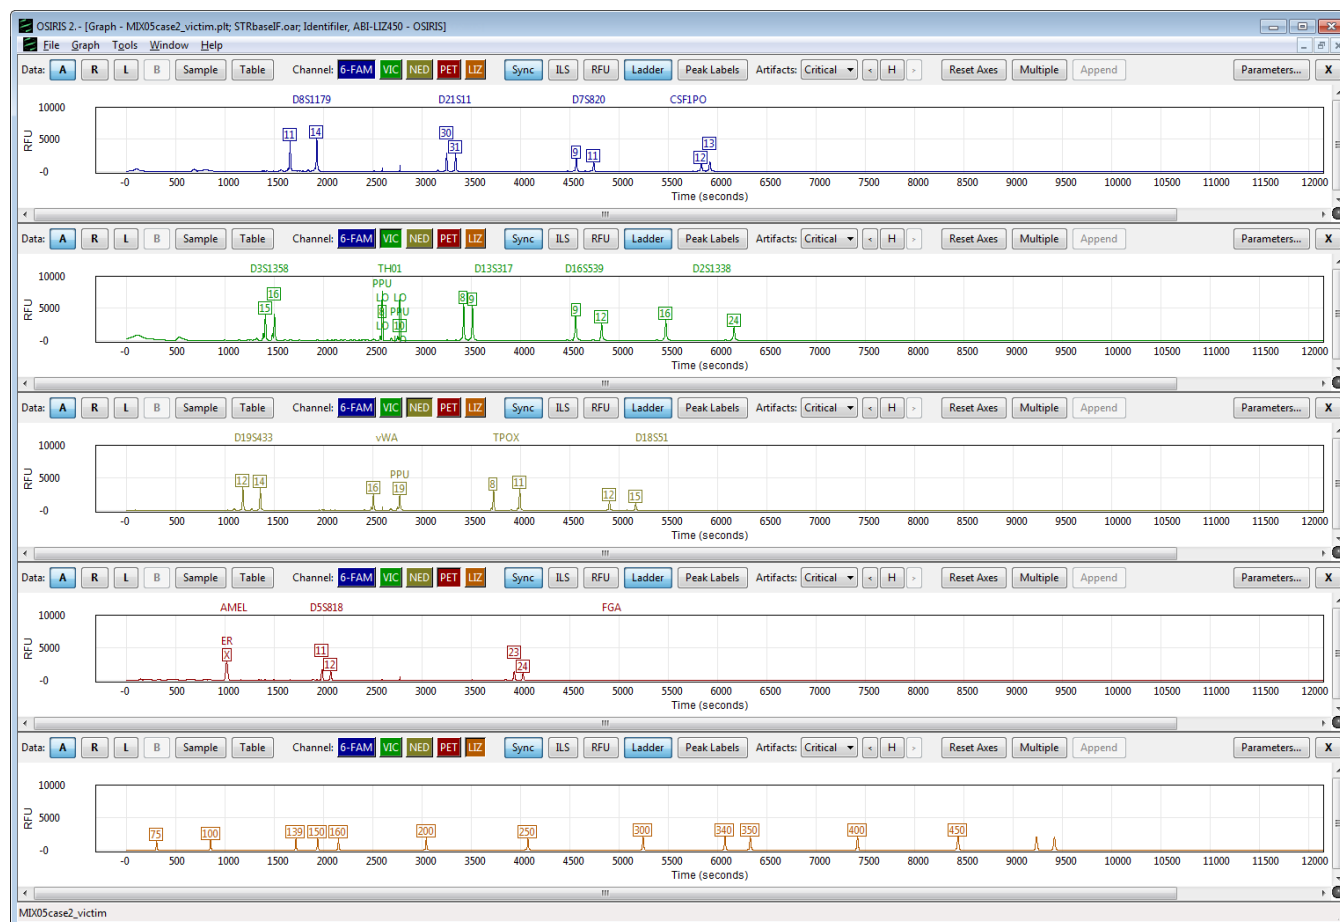 OSIRIS 2.- [Graph - MIX05case2_victim.plt; STRbaseIF.oar; Identifiler, ABI-LIZ450 - OSIRIS]
File Graph Tools Window Help
Data: A R L B Sample Table Channel: 6-FAM VIC NED PET LIZ Sync ILS RFU Ladder Peak Labels Artifacts: Critical < H > Reset Axes Multiple Append Parameters... X
D8S1179 D21S11 D7S820 CSF1PO
10000
5000
-0
RFU
11 14 30 31 9 11 12 13
-0 500 1000 1500 2000 2500 3000 3500 4000 4500 5000 5500 6000 6500 7000 7500 8000 8500 9000 9500 10000 10500 11000 11500 12000
Time (seconds)
Data: A R L B Sample Table Channel: 6-FAM VIC NED PET LIZ Sync ILS RFU Ladder Peak Labels Artifacts: Critical < H > Reset Axes Multiple Append Parameters... X
D3S1358 TH01 D13S317 D16S539 D2S1338
10000
5000
-0
RFU
PPU
LO LO
15 16 8 PPU 8 9 9 12 16 24
LO 10
-0 500 1000 1500 2000 2500 3000 3500 4000 4500 5000 5500 6000 6500 7000 7500 8000 8500 9000 9500 10000 10500 11000 11500 12000
Time (seconds)
Data: A R L B Sample Table Channel: 6-FAM VIC NED PET LIZ Sync ILS RFU Ladder Peak Labels Artifacts: Critical < H > Reset Axes Multiple Append Parameters... X
D19S433 vWA TPOX D18S51
10000
5000
-0
RFU
PPU
12 14 16 19 8 11 12 15
-0 500 1000 1500 2000 2500 3000 3500 4000 4500 5000 5500 6000 6500 7000 7500 8000 8500 9000 9500 10000 10500 11000 11500 12000
Time (seconds)
Data: A R L B Sample Table Channel: 6-FAM VIC NED PET LIZ Sync ILS RFU Ladder Peak Labels Artifacts: Critical < H > Reset Axes Multiple Append Parameters... X
AMEL D5S818 FGA
10000
5000
-0
RFU
ER
X 11 12 23 24
-0 500 1000 1500 2000 2500 3000 3500 4000 4500 5000 5500 6000 6500 7000 7500 8000 8500 9000 9500 10000 10500 11000 11500 12000
Time (seconds)
Data: A R L B Sample Table Channel: 6-FAM VIC NED PET LIZ Sync ILS RFU Ladder Peak Labels Artifacts: Critical < H > Reset Axes Multiple Append Parameters... X
10000
5000
-0
RFU
75 100 139 150 160 200 250 300 340 350 400 450
-0 500 1000 1500 2000 2500 3000 3500 4000 4500 5000 5500 6000 6500 7000 7500 8000 8500 9000 9500 10000 10500 11000 11500 12000
Time (seconds)
MIX05case2_victim